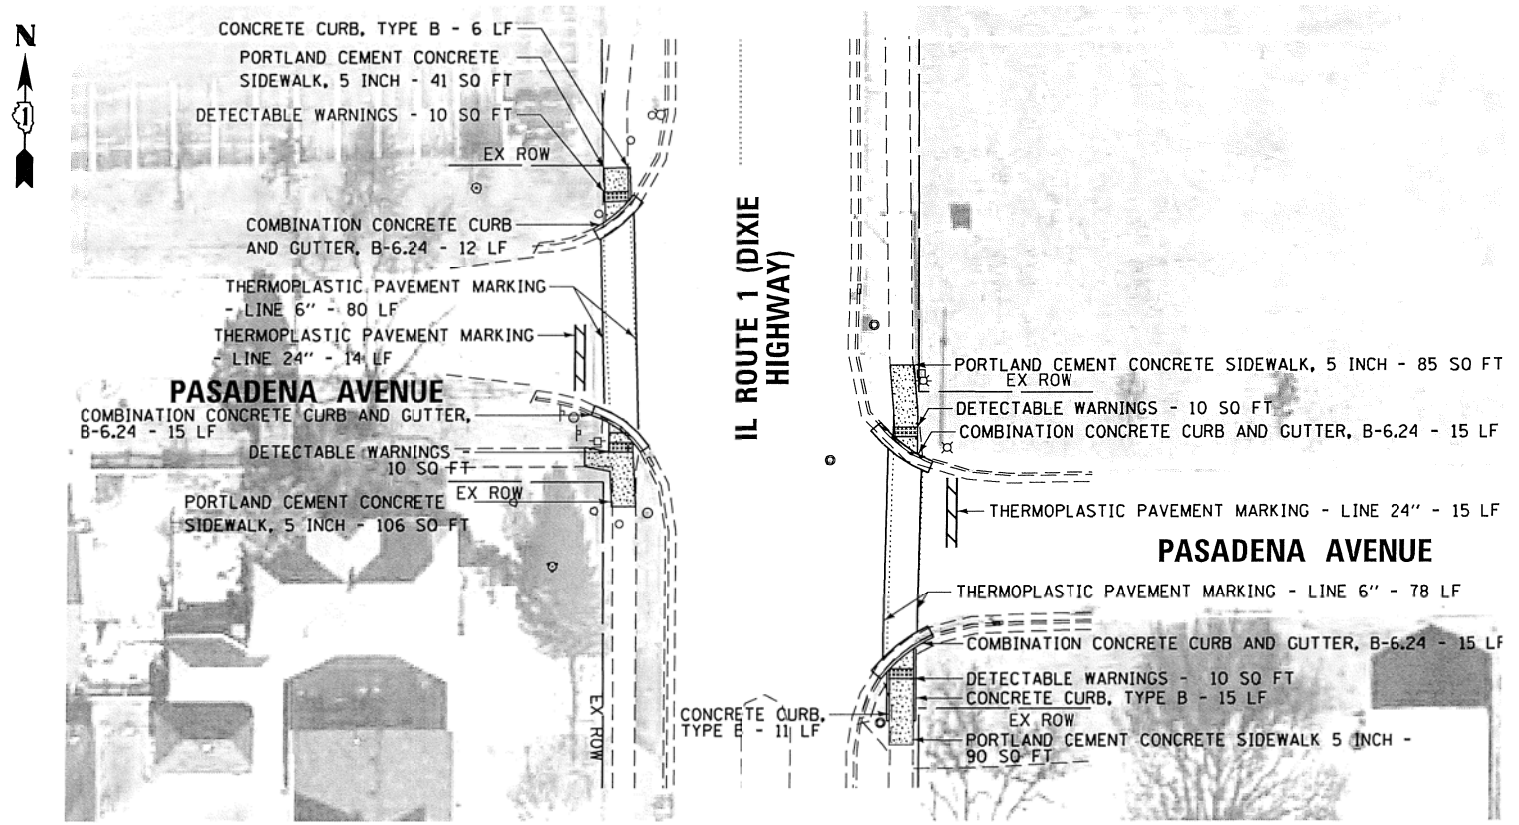 N
1
CONCRETE CURB, TYPE B - 6 LF
PORTLAND CEMENT CONCRETE
SIDEWALK, 5 INCH - 41 SQ FT
DETECTABLE WARNINGS - 10 SQ FT
EX ROW
COMBINATION CONCRETE CURB
AND GUTTER, B-6.24 - 12 LF
THERMOPLASTIC PAVEMENT MARKING
- LINE 6" - 80 LF
THERMOPLASTIC PAVEMENT MARKING
- LINE 24" - 14 LF
PASADENA AVENUE
COMBINATION CONCRETE CURB AND GUTTER,
B-6.24 - 15 LF
DETECTABLE WARNINGS -
10 SQ FT
EX ROW
PORTLAND CEMENT CONCRETE
SIDEWALK, 5 INCH - 106 SQ FT
EX ROW
IL ROUTE 1 (DIXIE
HIGHWAY)
PORTLAND CEMENT CONCRETE SIDEWALK, 5 INCH - 85 SQ FT
EX ROW
DETECTABLE WARNINGS - 10 SQ FT
COMBINATION CONCRETE CURB AND GUTTER, B-6.24 - 15 LF
THERMOPLASTIC PAVEMENT MARKING - LINE 24" - 15 LF
PASADENA AVENUE
THERMOPLASTIC PAVEMENT MARKING - LINE 6" - 78 LF
COMBINATION CONCRETE CURB AND GUTTER, B-6.24 - 15 LF
DETECTABLE WARNINGS - 10 SQ FT
CONCRETE CURB, TYPE B - 15 LF
EX ROW
CONCRETE CURB,
TYPE B - 11 LF
PORTLAND CEMENT CONCRETE SIDEWALK 5 INCH -
90 SQ FT